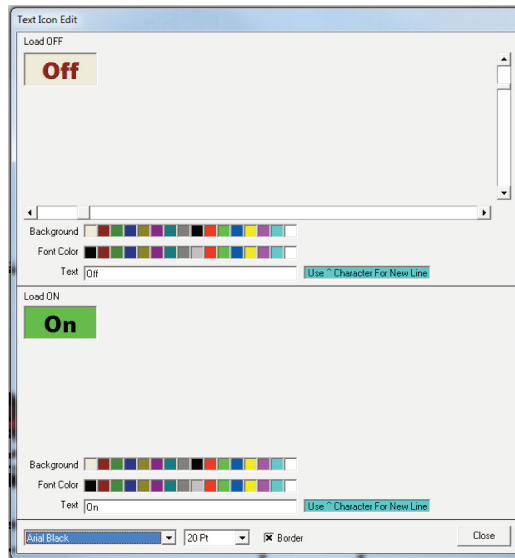 Text Icon Edit
Load OFF
Off
Background
Font Color
Text Off Use ^ Character For New Line
Load ON
On
Background
Font Color
Text On Use ^ Character For New Line
Arial Black 20 Pt Border Close